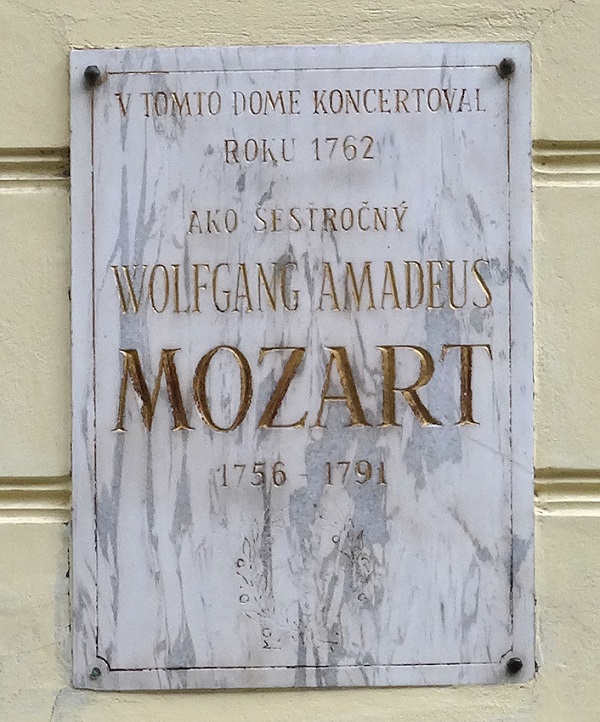 V TOMTO DOME KONCERTOVAL
ROKU 1762
AKO ŠESŤROČNÝ
WOLFGANG AMADEUS
MOZART
1756 - 1791